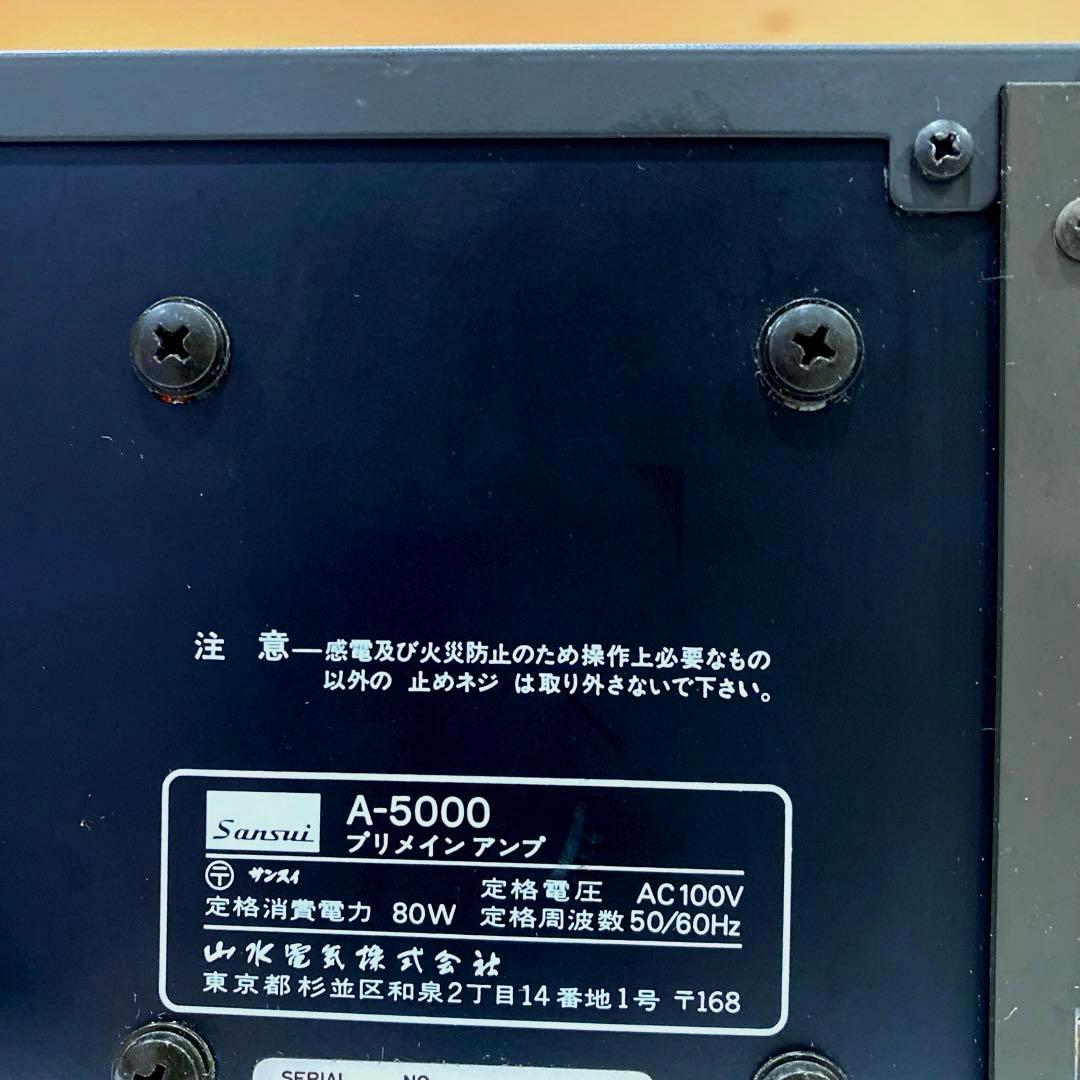 注 意—感電及び火災防止のため操作上必要なもの
以外の 止めネジ は取り外さないで下さい。
Sansui
A-5000
プリメインアンプ
〒 サンスイ
定格電圧 AC100V
定格消費電力 80W 定格周波数 50/60Hz
山水電気株式会社
東京都杉並区和泉2丁目14番地1号 〒168
SERIAL NO